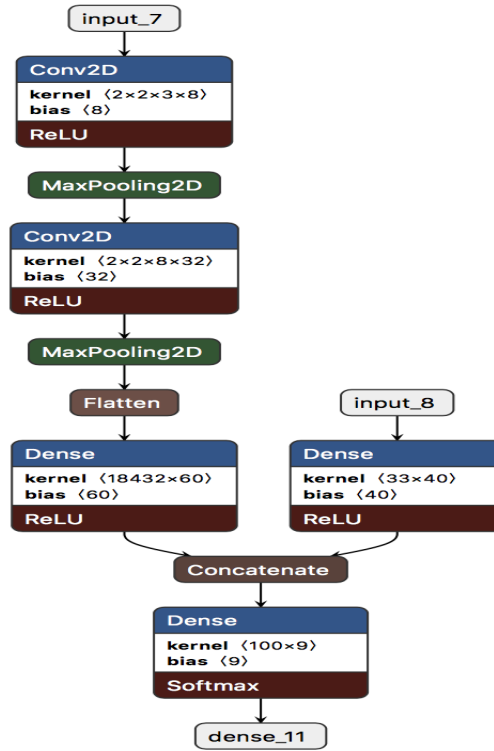 input_7
Conv2D
kernel ⟨2×2×3×8⟩
bias ⟨8⟩
ReLU
MaxPooling2D
Conv2D
kernel ⟨2×2×8×32⟩
bias ⟨32⟩
ReLU
MaxPooling2D
Flatten
Dense
kernel ⟨18432×60⟩
bias ⟨60⟩
ReLU
input_8
Dense
kernel ⟨33×40⟩
bias ⟨40⟩
ReLU
Concatenate
Dense
kernel ⟨100×9⟩
bias ⟨9⟩
Softmax
dense_11